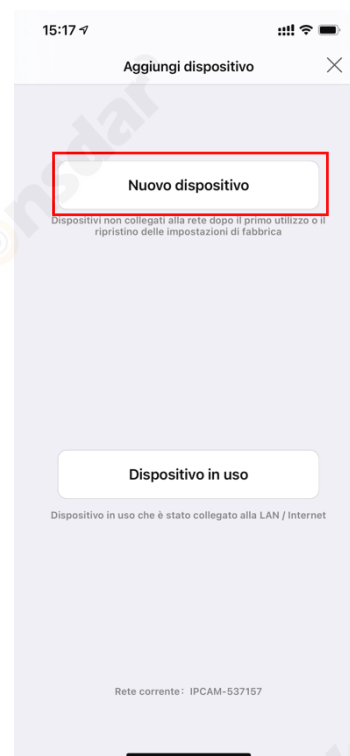 15:17
Aggiungi dispositivo
Nuovo dispositivo
Dispositivi non collegati alla rete dopo il primo utilizzo o il
ripristino delle impostazioni di fabbrica
Dispositivo in uso
Dispositivo in uso che è stato collegato alla LAN / Internet
Rete corrente: IPCAM-537157